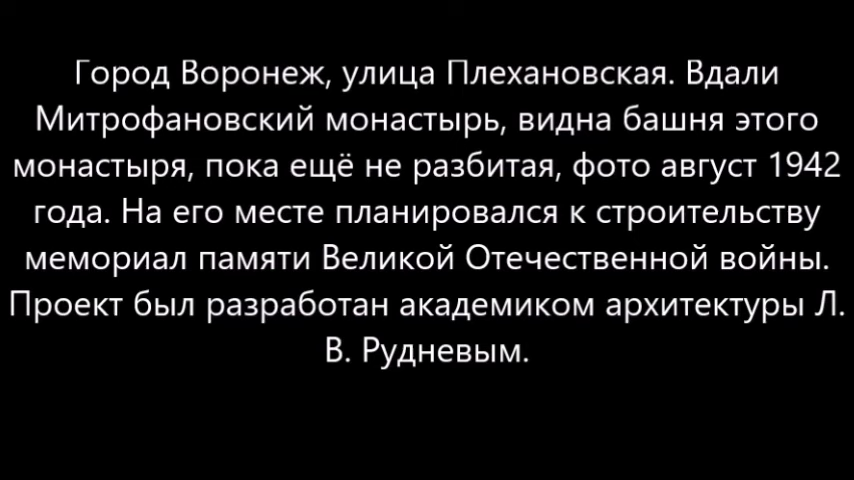 Город Воронеж, улица Плехановская. Вдали
Митрофановский монастырь, видна башня этого
монастыря, пока ещё не разбитая, фото август 1942
года. На его месте планировался к строительству
мемориал памяти Великой Отечественной войны.
Проект был разработан академиком архитектуры Л.
В. Рудневым.